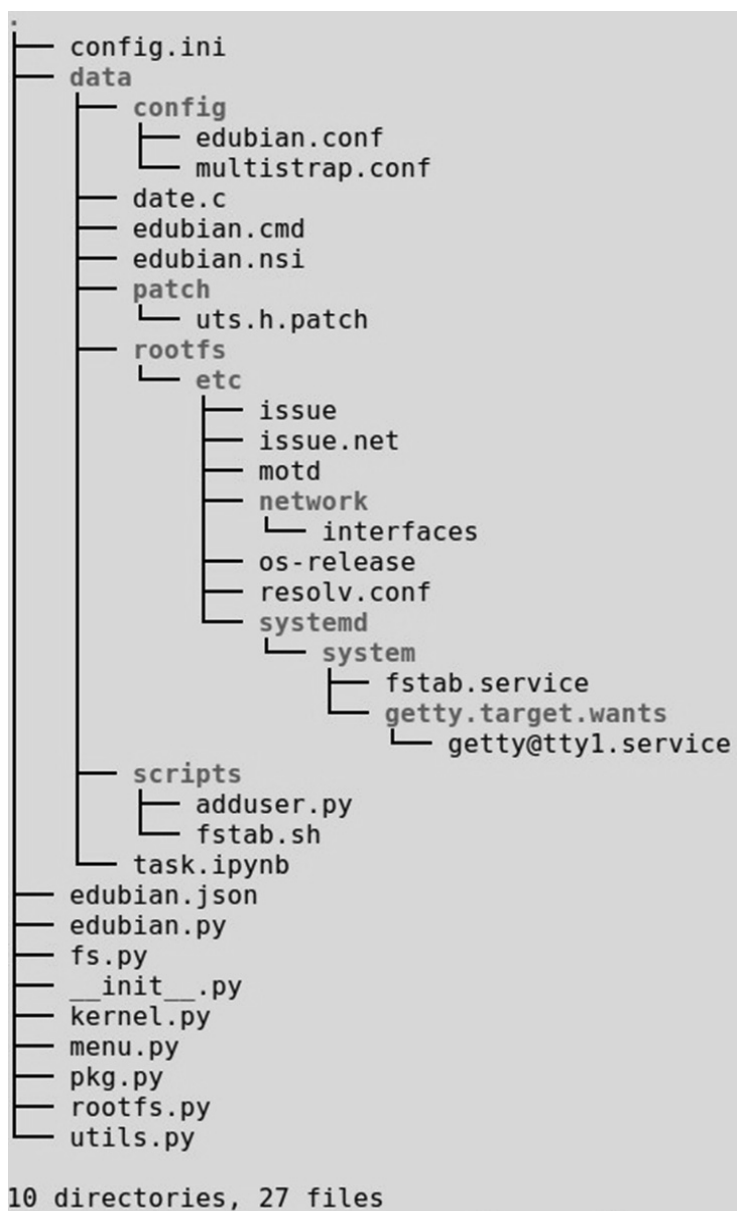 .
├── config.ini
├── data
│   ├── config
│   │   ├── edubian.conf
│   │   └── multistrap.conf
│   ├── date.c
│   ├── edubian.cmd
│   ├── edubian.nsi
│   ├── patch
│   │   └── uts.h.patch
│   ├── rootfs
│   │   └── etc
│   │       ├── issue
│   │       ├── issue.net
│   │       ├── motd
│   │       ├── network
│   │       │   └── interfaces
│   │       ├── os-release
│   │       ├── resolv.conf
│   │       └── systemd
│   │           └── system
│   │               ├── fstab.service
│   │               └── getty.target.wants
│   │                   └── getty@tty1.service
│   ├── scripts
│   │   ├── adduser.py
│   │   └── fstab.sh
│   └── task.ipynb
├── edubian.json
├── edubian.py
├── fs.py
├── __init__.py
├── kernel.py
├── menu.py
├── pkg.py
├── rootfs.py
└── utils.py
10 directories, 27 files